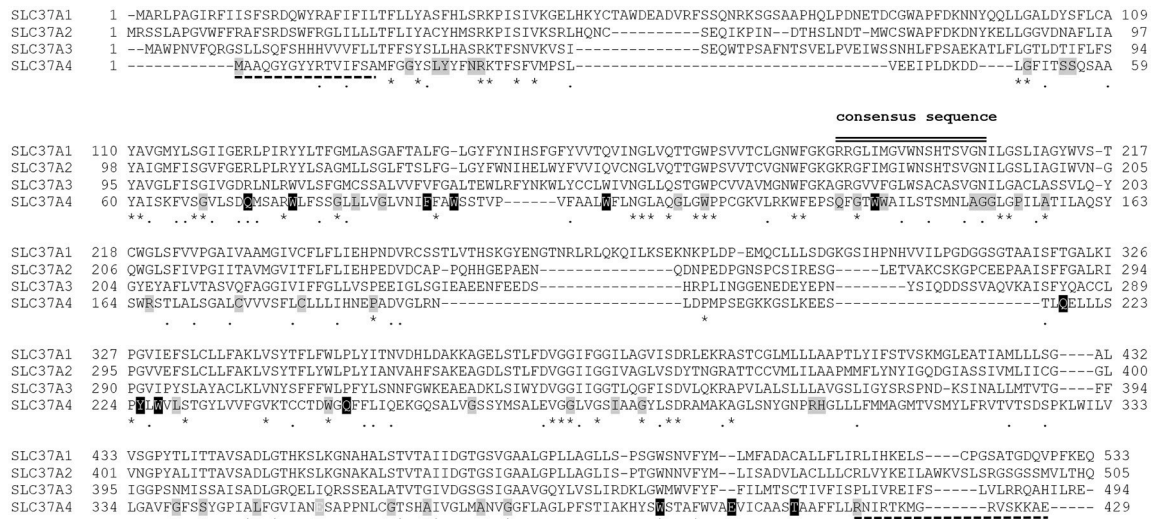 SLC37A1 1 -MARLPAGIRFIISFSRDQWYRAFIFILTFLLYASFHLSRKPISIVKGELHKYCTAWDEADVRFSSQNRKSGSAAPHQLPDNETDCGWAPFDKNNYQQLLGALDYSFLCA 109
SLC37A2 1 -MRSSLAPGVWFFRAFSRDSWFRGLILLLTFLIYACYHMSRKPISIVKSRLHQNC-----SEQIKPIN--DTHSLNDT-MWCSWAPFDKDNYKELLGGVDNAFLIA 97
SLC37A3 1 ---MAWPNVFQRGSLLSQFSHHHVVVFLLTFFSYSLLHASRKTFSNVKVSI---------SEQWTPSAFNTSVELPVEIWSSNHLFPSAEKATLFLGTLDTIFLFS 94
SLC37A4 1 ------------MAAQGYGYYRTVIFSAMFGGYSLYYFNRKTFSFVMPSL-------------------------VEEIPLDKDD---LGFITSSQSAA 59
consensus sequence
SLC37A1 110 YAVGMYLSGIIGERLPIRYYLTFGMLASGAFTALFG-LGYFYNIHSFGFYVVTQVINGLVQTTGWPSVVTCLGNWFGKGRRGLIMGVWNSHTSVGNILGSLIAGYWVS-T 217
SLC37A2 98 YAIGMFISGVFGERLPLRYYLSAGMLLSGLFTSLFG-LGYFWNIHELWYFVVIQVCNGLVQTTGWPSVVTCVGNWFGKGKRGFIMGIWNSHTSVGNILGSLIAGIWVN-G 205
SLC37A3 95 YAVGLFISGIVGDRLNLRWVLSFGMCSSALVVFVFGALTEWLRFYNKWLYCCLWIVNGLLQSTGWPCVVAVMGNWFGKAGRGVVFGLWSACASVGNILGACLASSVLQ-Y 203
SLC37A4 60 YAISKFVSGVLSDQMSARWLFSSGLLLVGLVNIFFAWSSTVP------VFAALWFLNGLAQGLGWPPCGKVLRKWFEPSQFGTWWAILSTSMNLAGGLGPILATILAQSY 163
SLC37A1 218 CWGLSFVVPGAIVAAMGIVCFLFLIEHPNDVRCSSTLVTHSKGYENGTNRLRLQKQILKSEKNKPLDP-EMQCLLLSDGKGSIHPNHVVILPGDGGSGTAAISFTGALKI 326
SLC37A2 206 QWGLSFIVPGIITAVMGVITFLFLIEHPEDVDCAP-PQHHGEPAEN------------QDNPEDPGNSPCSIRESG----LETVAKCSKGPCEEPAAISFFGALRI 294
SLC37A3 204 GYEYAFLVTASVQFAGGIVIFFGLLVSPEEIGLSGIEAEENFEEDS------------HRPLINGGENEDEYEPN-----YSIQDDSSVAQVKAISFYQACCL 289
SLC37A4 164 SWRSTLALSGALCVVVSFLCLLLIHNEPADVGLRN----------------LDPMPSEGKKGSLKEES-----------------TLQELLLS 223
SLC37A1 327 PGVIEFSLCLLFAKLVSYTFLFWLPLYITNVDHLDAKKAGELSTLFDVGGIFGGILAGVISDRLEKRASTCGLMLLLAAPTLYIFSTVSKMGLEATIAMLLLSG----AL 432
SLC37A2 295 PGVVEFSLCLLFAKLVSYTFLYWLPLYIANVAHFSAKEAGDLSTLFDVGGIIGGIVAGLVSDYTNGRATTCCVMLILAAPMMFLYNYIGQDGIASSIVMLIICG----GL 400
SLC37A3 290 PGVIPYSLAYACLKLVNYSFFFWLPFYLSNNFGWKEAEADKLSIWYDVGGIIGGTLQGFISDVLQKRAPVLALSLLLAVGSLIGYSRSPND-KSINALLMTVTG----FF 394
SLC37A4 224 PYLWVLSTGYLVVFGVKTCCTDWGQFFLIQEKGQSALVGSSYMSALEVGGLVGSIAAGYLSDRAMAKAGLSNYGNPRHGLLLFMMAGMTVSMYLFRVTVTSDSPKLWILV 333
SLC37A1 433 VSGPYTLITTAVSADLGTHKSLKGNAHALSTVTAIIDGTGSVGAALGPLLAGLLS-PSGWSNVFYM--LMFADACALLFLIRLIHKELS-----CPGSATGDQVPFKEQ 533
SLC37A2 401 VNGPYALITTAVSADLGTHKSLKGNAKALSTVTAIIDGTGSIGAALGPLLAGLIS-PTGWNNVFYM--LISADVLACLLLCRLVYKEILAWKVSLSRGSGSSMVLTHQ 505
SLC37A3 395 IGGPSNMISSAISADLGRQELIQRSSEALATVTGIVDGSGSIGAAVGQYLVSLIRDKLGWMWVFYF--FILMTSCTIVFISPLIVREIFS-------LVLRRQAHILRE- 494
SLC37A4 334 LGAVFGFSSYGPIALFGVIANESAPPNLCGTSHAIVGLMANVGGFLAGLPFSTIAKHYSWSTAFWVAEVICAASTAAFFLLRNIRTKMG-------RVSKKAE 429